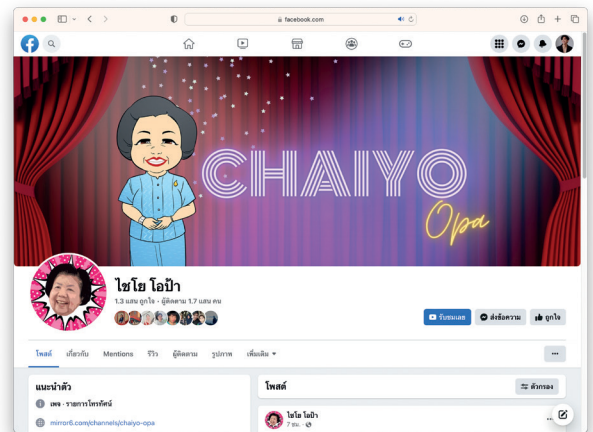 facebook.com
CHAIYO
Opa
ไชโย โอป้า
1.3 แสน ถูกใจ • ผู้ติดตาม 1.7 แสน คน
รับชมเลย
ส่งข้อความ
ถูกใจ
โพสต์ เกี่ยวกับ Mentions รีวิว ผู้ติดตาม รูปภาพ เพิ่มเติม
แนะนำตัว
เพจ · รายการโทรทัศน์
mirror6.com/channels/chaiyo-opa
โพสต์
ตัวกรอง
ไชโย โอป้า
7 ชม.